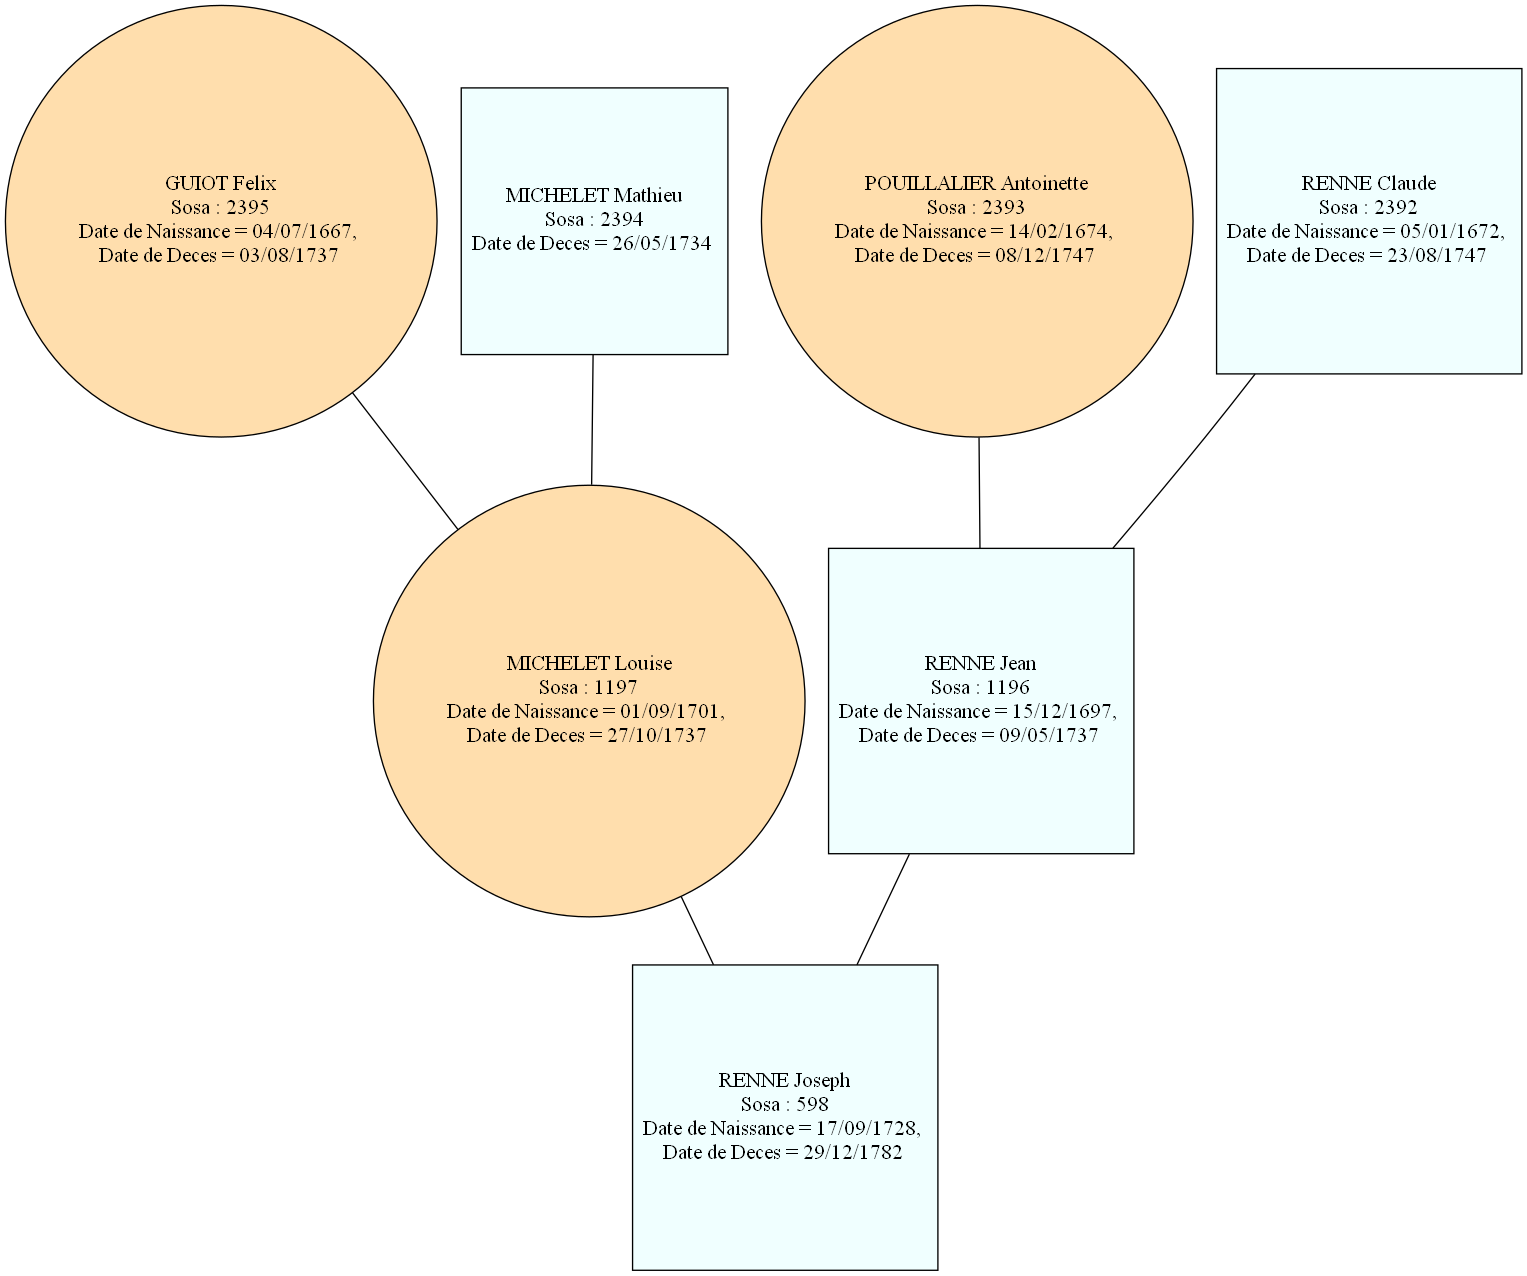 GUIOT Felix
Sosa : 2395
Date de Naissance = 04/07/1667,
Date de Deces = 03/08/1737
MICHELET Mathieu
Sosa : 2394
Date de Deces = 26/05/1734
POUILLALIER Antoinette
Sosa : 2393
Date de Naissance = 14/02/1674,
Date de Deces = 08/12/1747
RENNE Claude
Sosa : 2392
Date de Naissance = 05/01/1672,
Date de Deces = 23/08/1747
MICHELET Louise
Sosa : 1197
Date de Naissance = 01/09/1701,
Date de Deces = 27/10/1737
RENNE Jean
Sosa : 1196
Date de Naissance = 15/12/1697,
Date de Deces = 09/05/1737
RENNE Joseph
Sosa : 598
Date de Naissance = 17/09/1728,
Date de Deces = 29/12/1782